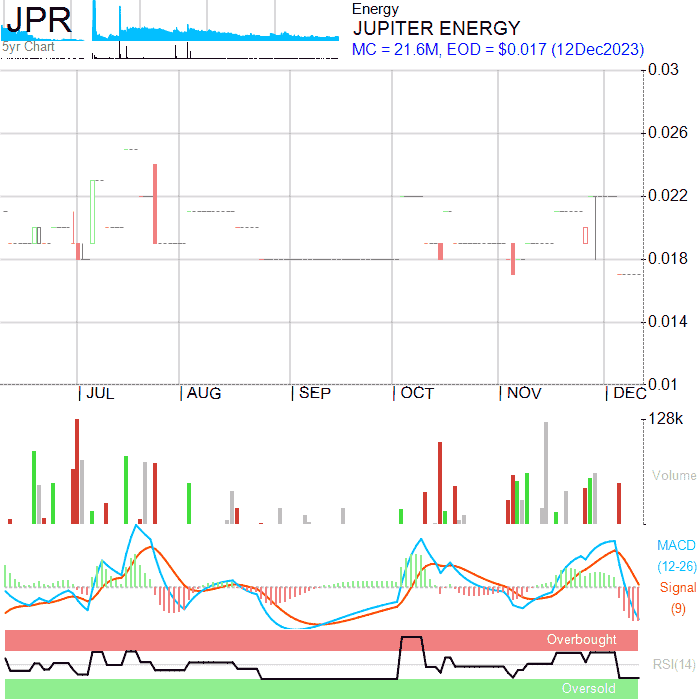 JPR
5yr Chart
Energy
JUPITER ENERGY
MC = 21.6M, EOD = $0.017 (12Dec2023)
0.03
0.026
0.022
0.018
0.014
0.01
JUL
AUG
SEP
OCT
NOV
DEC
128k
Volume
MACD
(12-26)
Signal
(9)
Overbought
RSI(14)
Oversold